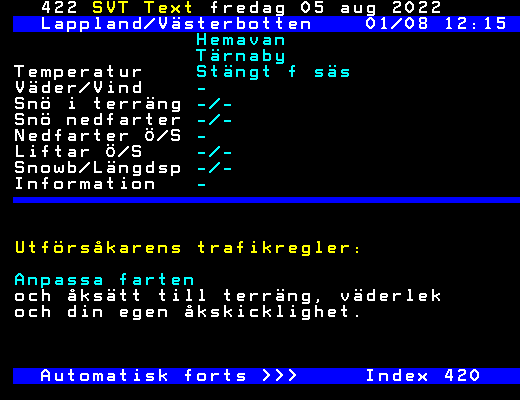 422 SVT Text fredag 05 aug 2022
Lappland/Västerbotten 01/08 12:15
Hemavan
Tärnaby
Temperatur Stängt f säs
Väder/Vind -
Snö i terräng -/-
Snö nedfarter -/-
Nedfarter Ö/S -
Liftar Ö/S -/-
Snowb/Längdsp -/-
Information -
Utförsåkarens trafikregler:
Anpassa farten
och åksätt till terräng, väderlek
och din egen åkskicklighet.
Automatisk forts >>> Index 420